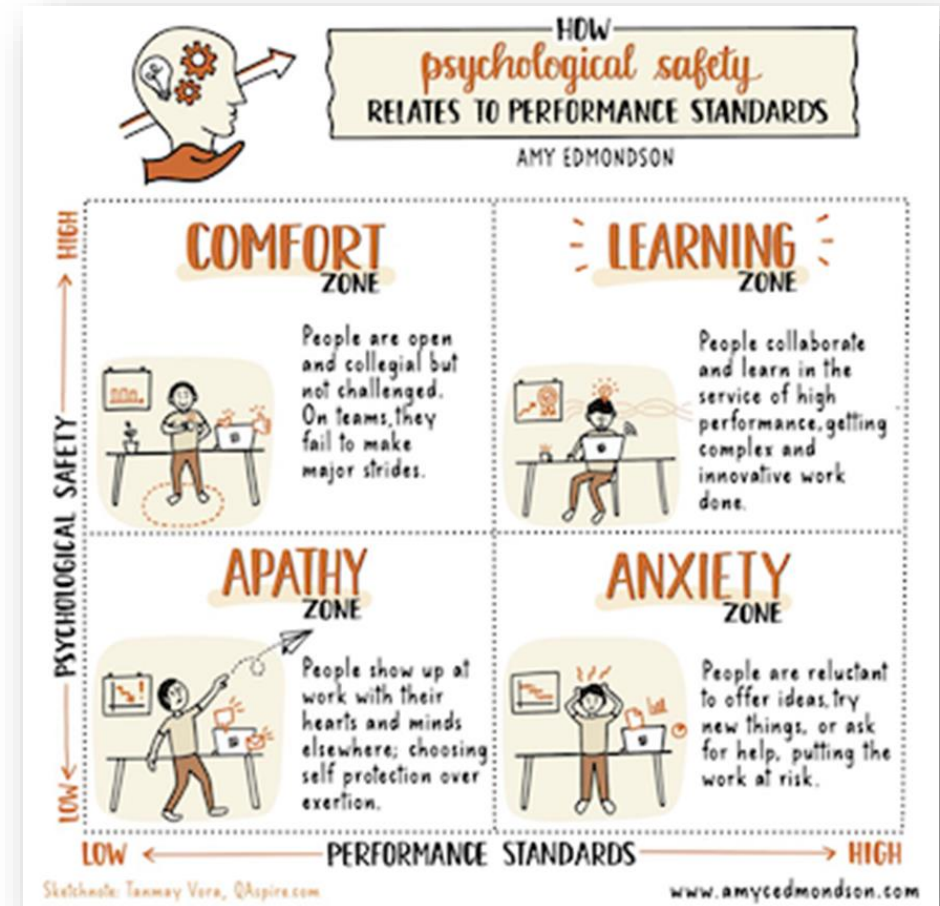 HOW
psychological safety
RELATES TO PERFORMANCE STANDARDS
AMY EDMONDSON
HIGH
PSYCHOLOGICAL SAFETY
LOW
COMFORT
ZONE
People are open
and collegial but
not challenged.
On teams, they
fail to make
major strides.
LEARNING
ZONE
People collaborate
and learn in the
service of high
performance, getting
complex and
innovative work
done.
APATHY
ZONE
People show up at
work with their
hearts and minds
elsewhere; choosing
self protection over
exertion.
ANXIETY
ZONE
People are reluctant
to offer ideas, try
new things, or ask
for help, putting the
work at risk.
LOW
PERFORMANCE STANDARDS
HIGH
Sketchnote: Tanmay Vora, QAspire.com
www.amycedmondson.com